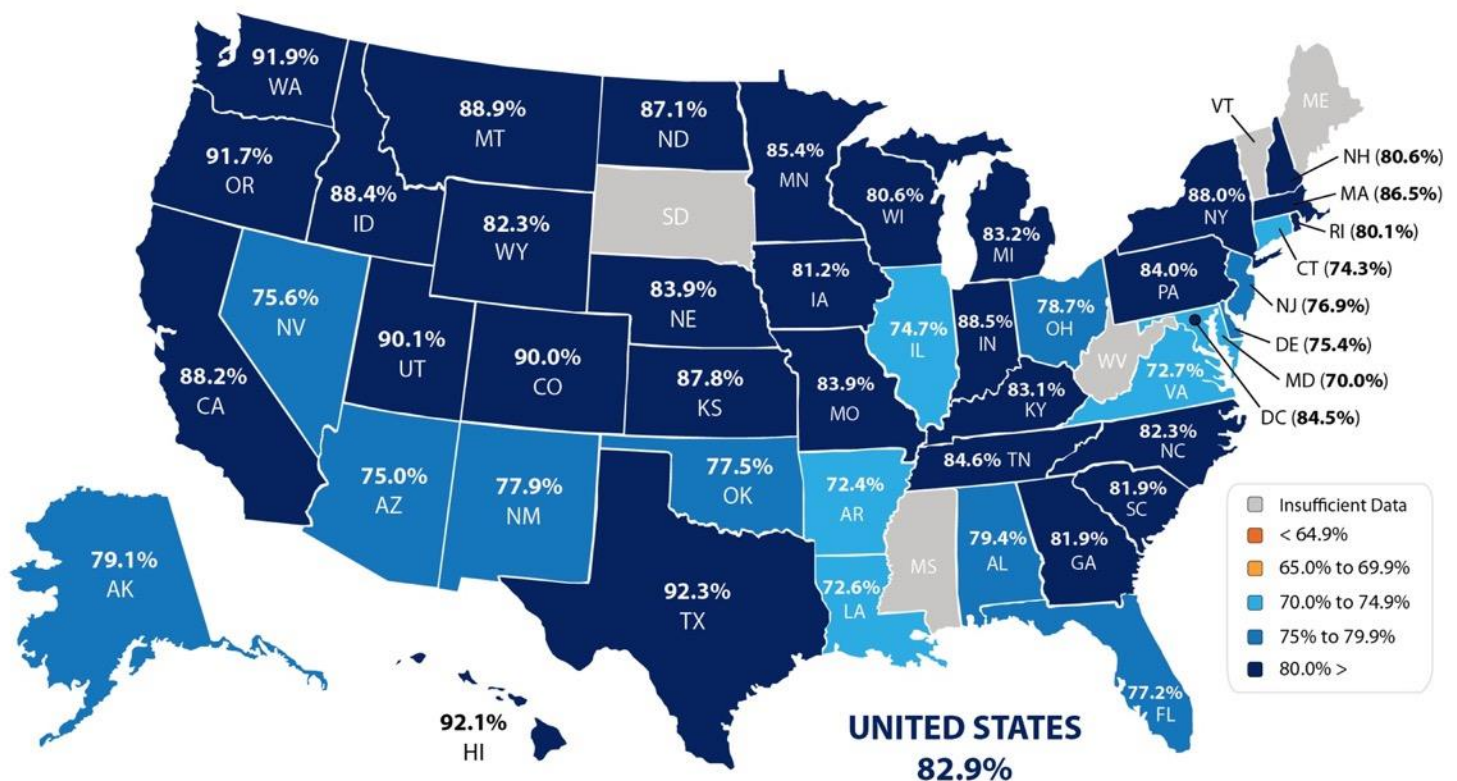 91.9%
WA
91.7%
OR
88.4%
ID
88.9%
MT
87.1%
ND
85.4%
MN
80.6%
WI
83.2%
MI
SD
82.3%
WY
75.6%
NV
88.2%
CA
90.1%
UT
90.0%
CO
83.9%
NE
81.2%
IA
87.8%
KS
83.9%
MO
74.7%
IL
88.5%
IN
78.7%
OH
83.1%
KY
WV
72.7%
VA
84.0%
PA
88.0%
NY
VT
ME
NH (80.6%)
MA (86.5%)
RI (80.1%)
CT (74.3%)
NJ (76.9%)
DE (75.4%)
MD (70.0%)
DC (84.5%)
75.0%
AZ
77.9%
NM
77.5%
OK
72.4%
AR
84.6% TN
82.3%
NC
81.9%
SC
81.9%
GA
79.4%
AL
MS
72.6%
LA
92.3%
TX
77.2%
FL
79.1%
AK
92.1%
HI
Insufficient Data
< 64.9%
65.0% to 69.9%
70.0% to 74.9%
75% to 79.9%
80.0% >
UNITED STATES
82.9%